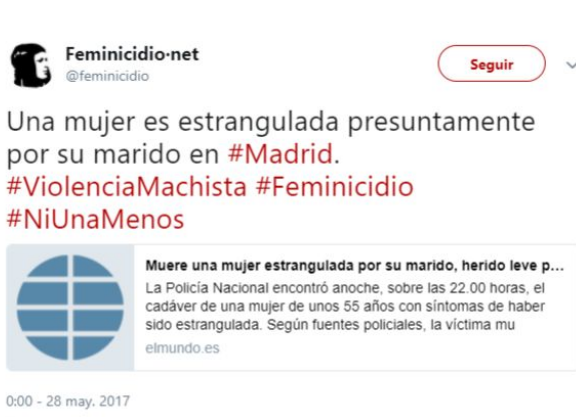 Feminicidio·net
@feminicidio
Seguir
Una mujer es estrangulada presuntamente
por su marido en #Madrid.
#ViolenciaMachista #Feminicidio
#NiUnaMenos
Muere una mujer estrangulada por su marido, herido leve p...
La Policía Nacional encontró anoche, sobre las 22.00 horas, el
cadáver de una mujer de unos 55 años con síntomas de haber
sido estrangulada. Según fuentes policiales, la víctima mu
elmundo.es
0:00 - 28 may. 2017